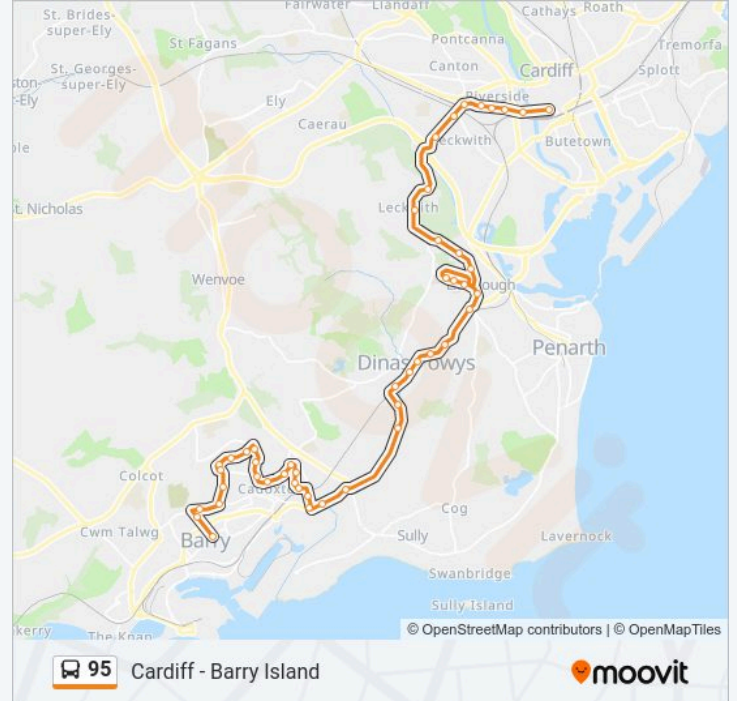 Fairwater
Llandaff
Cathays
Roath
St. Brides-
super-Ely
St Fagans
Pontcanna
Tremorfa
Canton
Cardiff
Splott
St. Georges-
super-Ely
Ely
Riverside
Caerau
Butetown
Leckwith
St. Nicholas
Wenvoe
Penarth
Dinas Powys
Colcot
Cadoxton
Cog
Cwm Talwg
Barry
Sully
Lavernock
Swanbridge
Sully Island
The Knap
© OpenStreetMap contributors | © OpenMapTiles
95
Cardiff - Barry Island
moovit